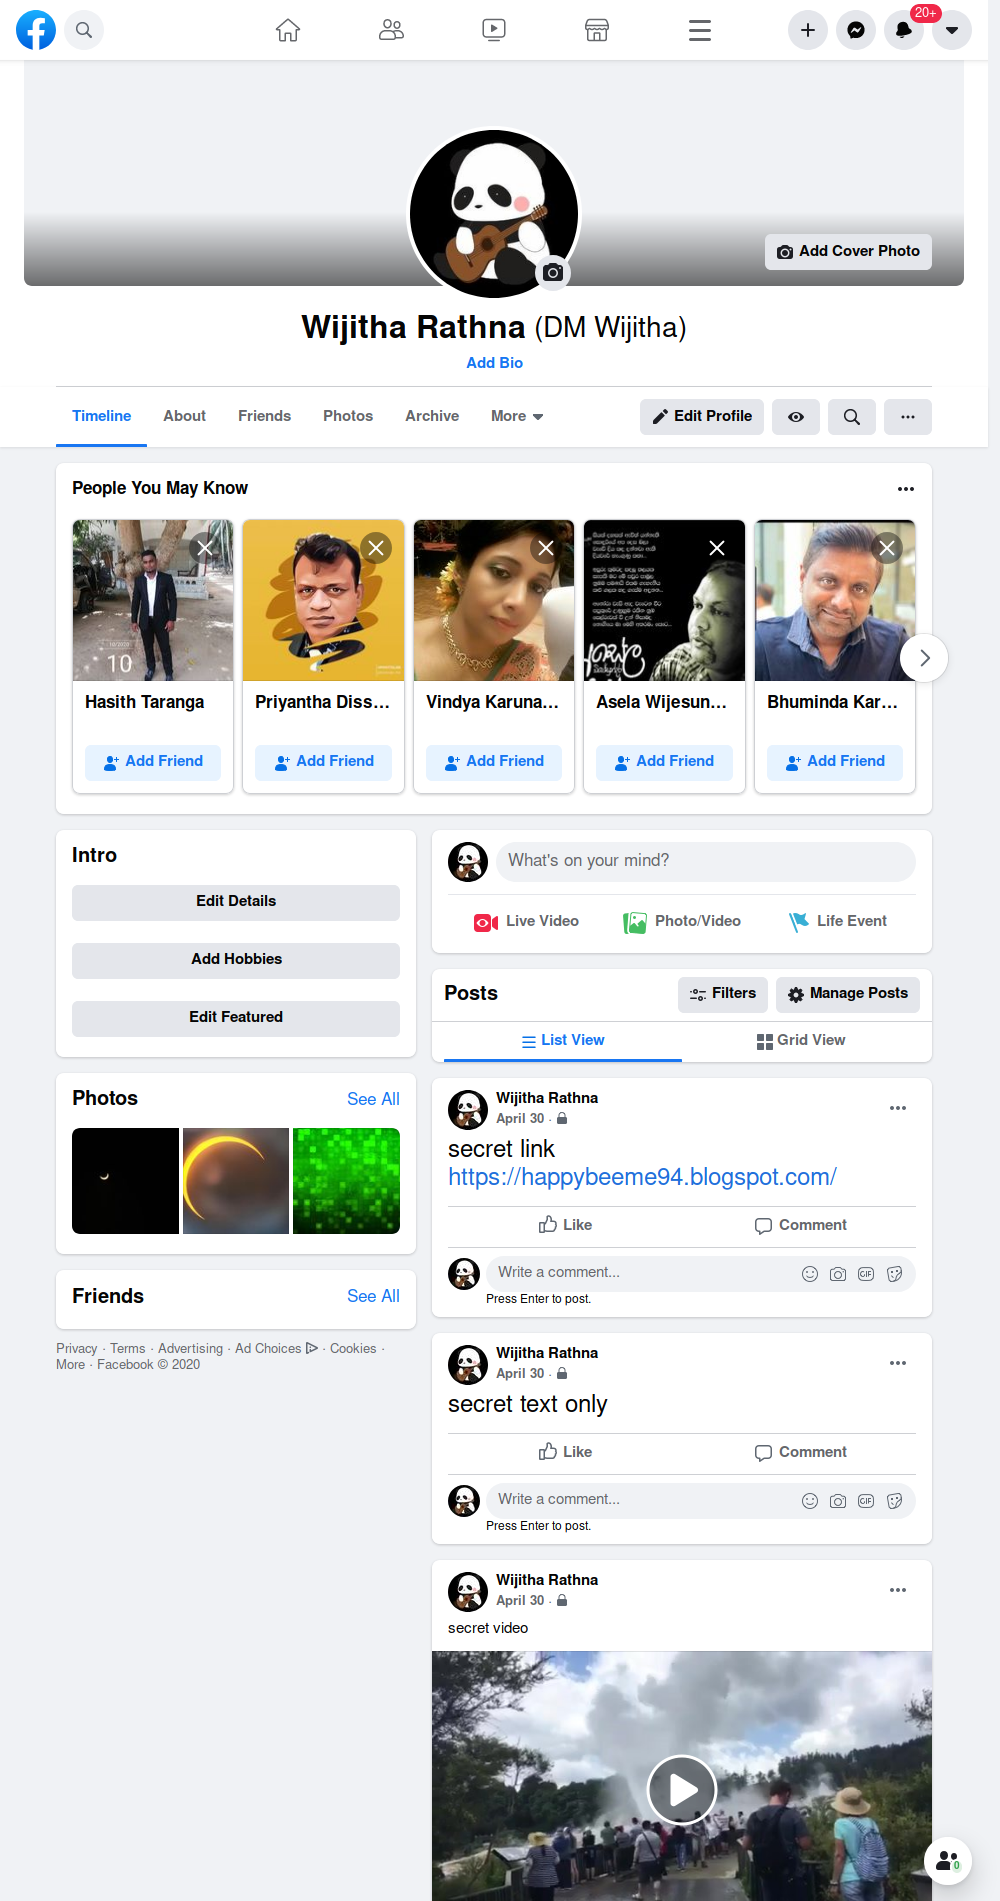 20+
Add Cover Photo
Wijitha Rathna (DM Wijitha)
Add Bio
Timeline
About
Friends
Photos
Archive
More
Edit Profile
People You May Know
10
Hasith Taranga
Priyantha Diss...
Vindya Karuna...
Asela Wijesun...
Bhuminda Kar...
Add Friend
Add Friend
Add Friend
Add Friend
Add Friend
Intro
Edit Details
Add Hobbies
Edit Featured
Photos
See All
Friends
See All
Privacy · Terms · Advertising · Ad Choices · Cookies ·
More · Facebook © 2020
What's on your mind?
Live Video
Photo/Video
Life Event
Posts
Filters
Manage Posts
List View
Grid View
Wijitha Rathna
April 30 ·
secret link
https://happybeeme94.blogspot.com/
Like
Comment
Write a comment...
GIF
Press Enter to post.
Wijitha Rathna
April 30 ·
secret text only
Like
Comment
Write a comment...
GIF
Press Enter to post.
Wijitha Rathna
April 30 ·
secret video
0